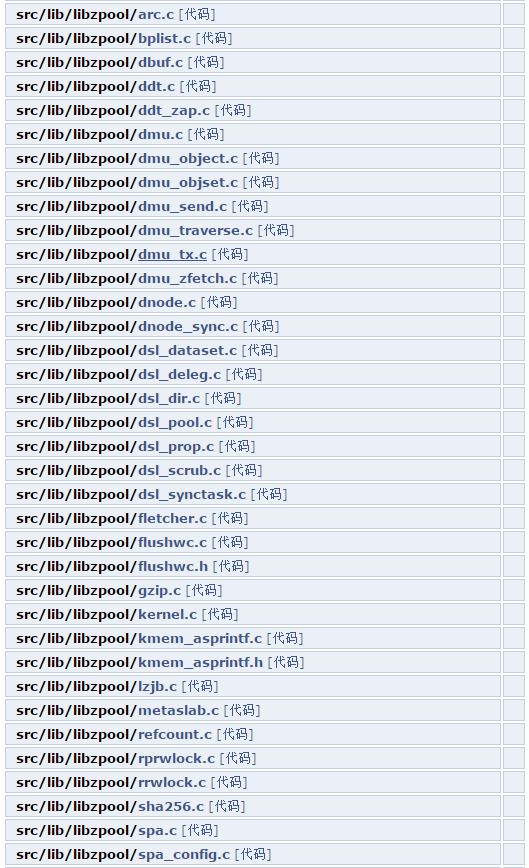 src/lib/libzpool/arc.c [代码]
src/lib/libzpool/bplist.c [代码]
src/lib/libzpool/dbuf.c [代码]
src/lib/libzpool/ddt.c [代码]
src/lib/libzpool/ddt_zap.c [代码]
src/lib/libzpool/dmu.c [代码]
src/lib/libzpool/dmu_object.c [代码]
src/lib/libzpool/dmu_objset.c [代码]
src/lib/libzpool/dmu_send.c [代码]
src/lib/libzpool/dmu_traverse.c [代码]
src/lib/libzpool/dmu_tx.c [代码]
src/lib/libzpool/dmu_zfetch.c [代码]
src/lib/libzpool/dnode.c [代码]
src/lib/libzpool/dnode_sync.c [代码]
src/lib/libzpool/dsl_dataset.c [代码]
src/lib/libzpool/dsl_deleg.c [代码]
src/lib/libzpool/dsl_dir.c [代码]
src/lib/libzpool/dsl_pool.c [代码]
src/lib/libzpool/dsl_prop.c [代码]
src/lib/libzpool/dsl_scrub.c [代码]
src/lib/libzpool/dsl_synctask.c [代码]
src/lib/libzpool/fletcher.c [代码]
src/lib/libzpool/flushwc.c [代码]
src/lib/libzpool/flushwc.h [代码]
src/lib/libzpool/gzip.c [代码]
src/lib/libzpool/kernel.c [代码]
src/lib/libzpool/kmem_asprintf.c [代码]
src/lib/libzpool/kmem_asprintf.h [代码]
src/lib/libzpool/lzjb.c [代码]
src/lib/libzpool/metaslab.c [代码]
src/lib/libzpool/refcount.c [代码]
src/lib/libzpool/rprwlock.c [代码]
src/lib/libzpool/rrwlock.c [代码]
src/lib/libzpool/sha256.c [代码]
src/lib/libzpool/spa.c [代码]
src/lib/libzpool/spa_config.c [代码]